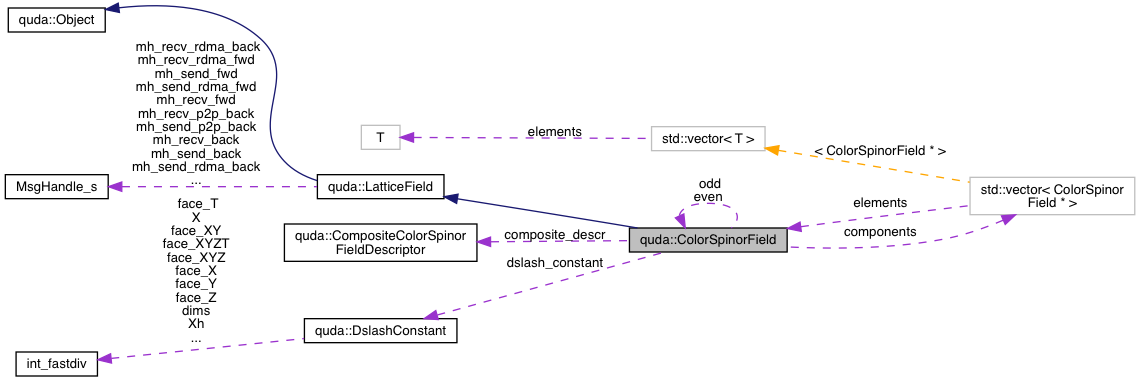 quda::Object
mh_recv_rdma_back
mh_recv_rdma_fwd
mh_send_fwd
mh_send_rdma_fwd
mh_recv_fwd
mh_recv_p2p_back
mh_send_p2p_back
mh_recv_back
mh_send_back
mh_send_rdma_back
...
T
elements
std::vector< T >
< ColorSpinorField * >
MsgHandle_s
quda::LatticeField
odd
even
std::vector< ColorSpinor
Field * >
elements
components
face_T
X
face_XY
face_XYZT
face_XYZ
face_X
face_Y
face_Z
dims
Xh
...
quda::CompositeColorSpinor
FieldDescriptor
composite_descr
quda::ColorSpinorField
dslash_constant
quda::DslashConstant
int_fastdiv